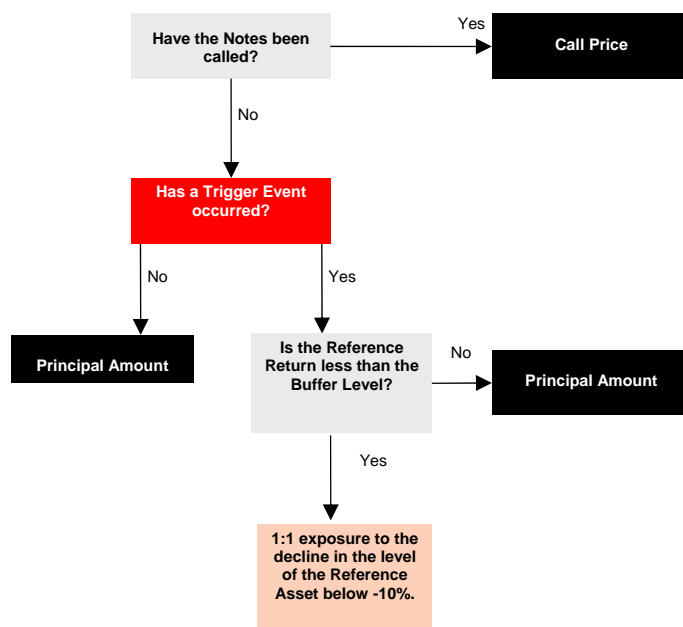 Have the Notes been
called?
Yes
Call Price
No
Has a Trigger Event
occurred?
No
Yes
Principal Amount
Is the Reference
Return less than the
Buffer Level?
No
Principal Amount
Yes
1:1 exposure to the
decline in the level
of the Reference
Asset below -10%.